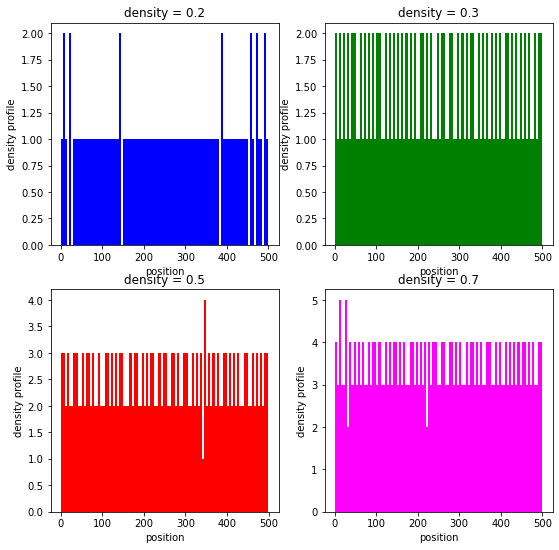 density = 0.2
density profile
2.00
1.75
1.50
1.25
1.00
0.75
0.50
0.25
0.00
0 100 200 300 400 500
position
density = 0.3
density profile
2.00
1.75
1.50
1.25
1.00
0.75
0.50
0.25
0.00
0 100 200 300 400 500
position
density = 0.5
density profile
4.0
3.5
3.0
2.5
2.0
1.5
1.0
0.5
0.0
0 100 200 300 400 500
position
density = 0.7
density profile
5
4
3
2
1
0
0 100 200 300 400 500
position